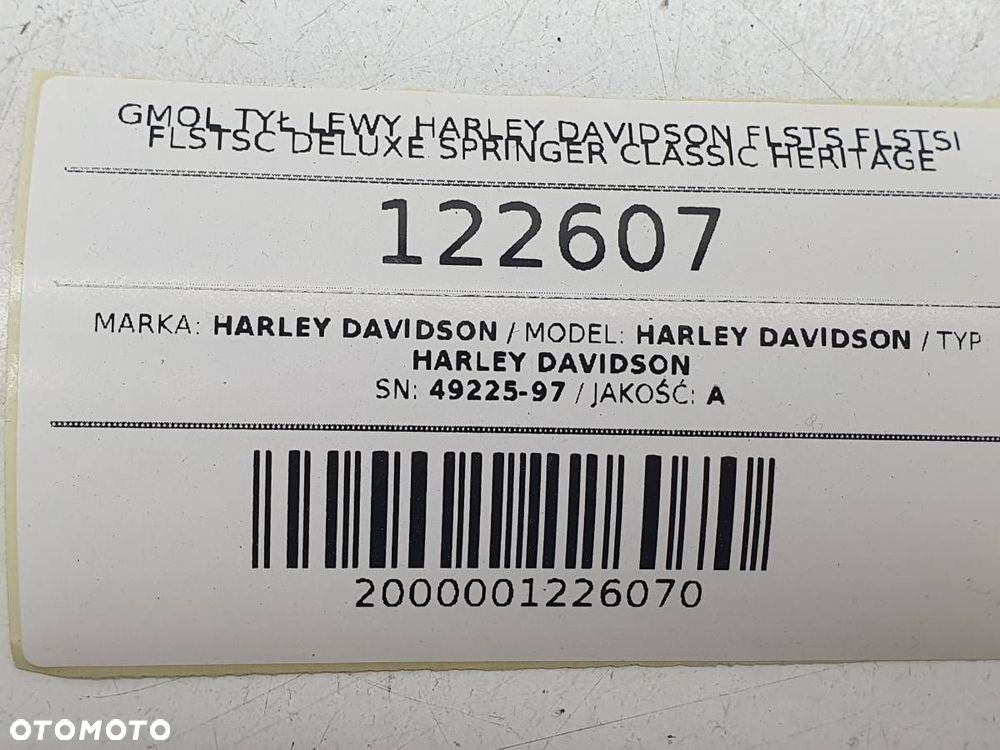 GMOL TYŁ LEWY HARLEY DAVIDSON FLSTS FLSTSI
FLSTSC DELUXE SPRINGER CLASSIC HERITAGE
122607
MARKA: HARLEY DAVIDSON / MODEL: HARLEY DAVIDSON / TYP
HARLEY DAVIDSON
SN: 49225-97 / JAKOŚĆ: A
2000001226070
OTOMOTO